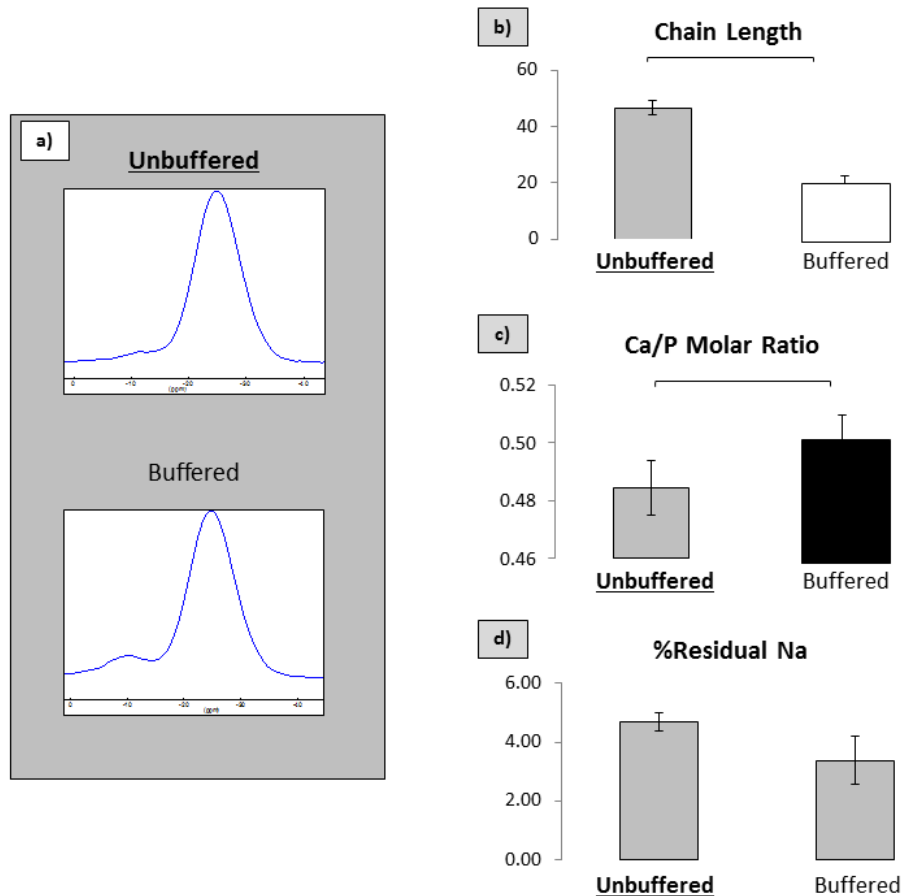 a)
Unbuffered
0 -10 -20 -30 -40
(ppm)
Buffered
0 -10 -20 -30 -40
(ppm)
b)
Chain Length
60
40
20
0
Unbuffered Buffered
c)
Ca/P Molar Ratio
0.52
0.50
0.48
0.46
Unbuffered Buffered
d)
%Residual Na
6.00
4.00
2.00
0.00
Unbuffered Buffered